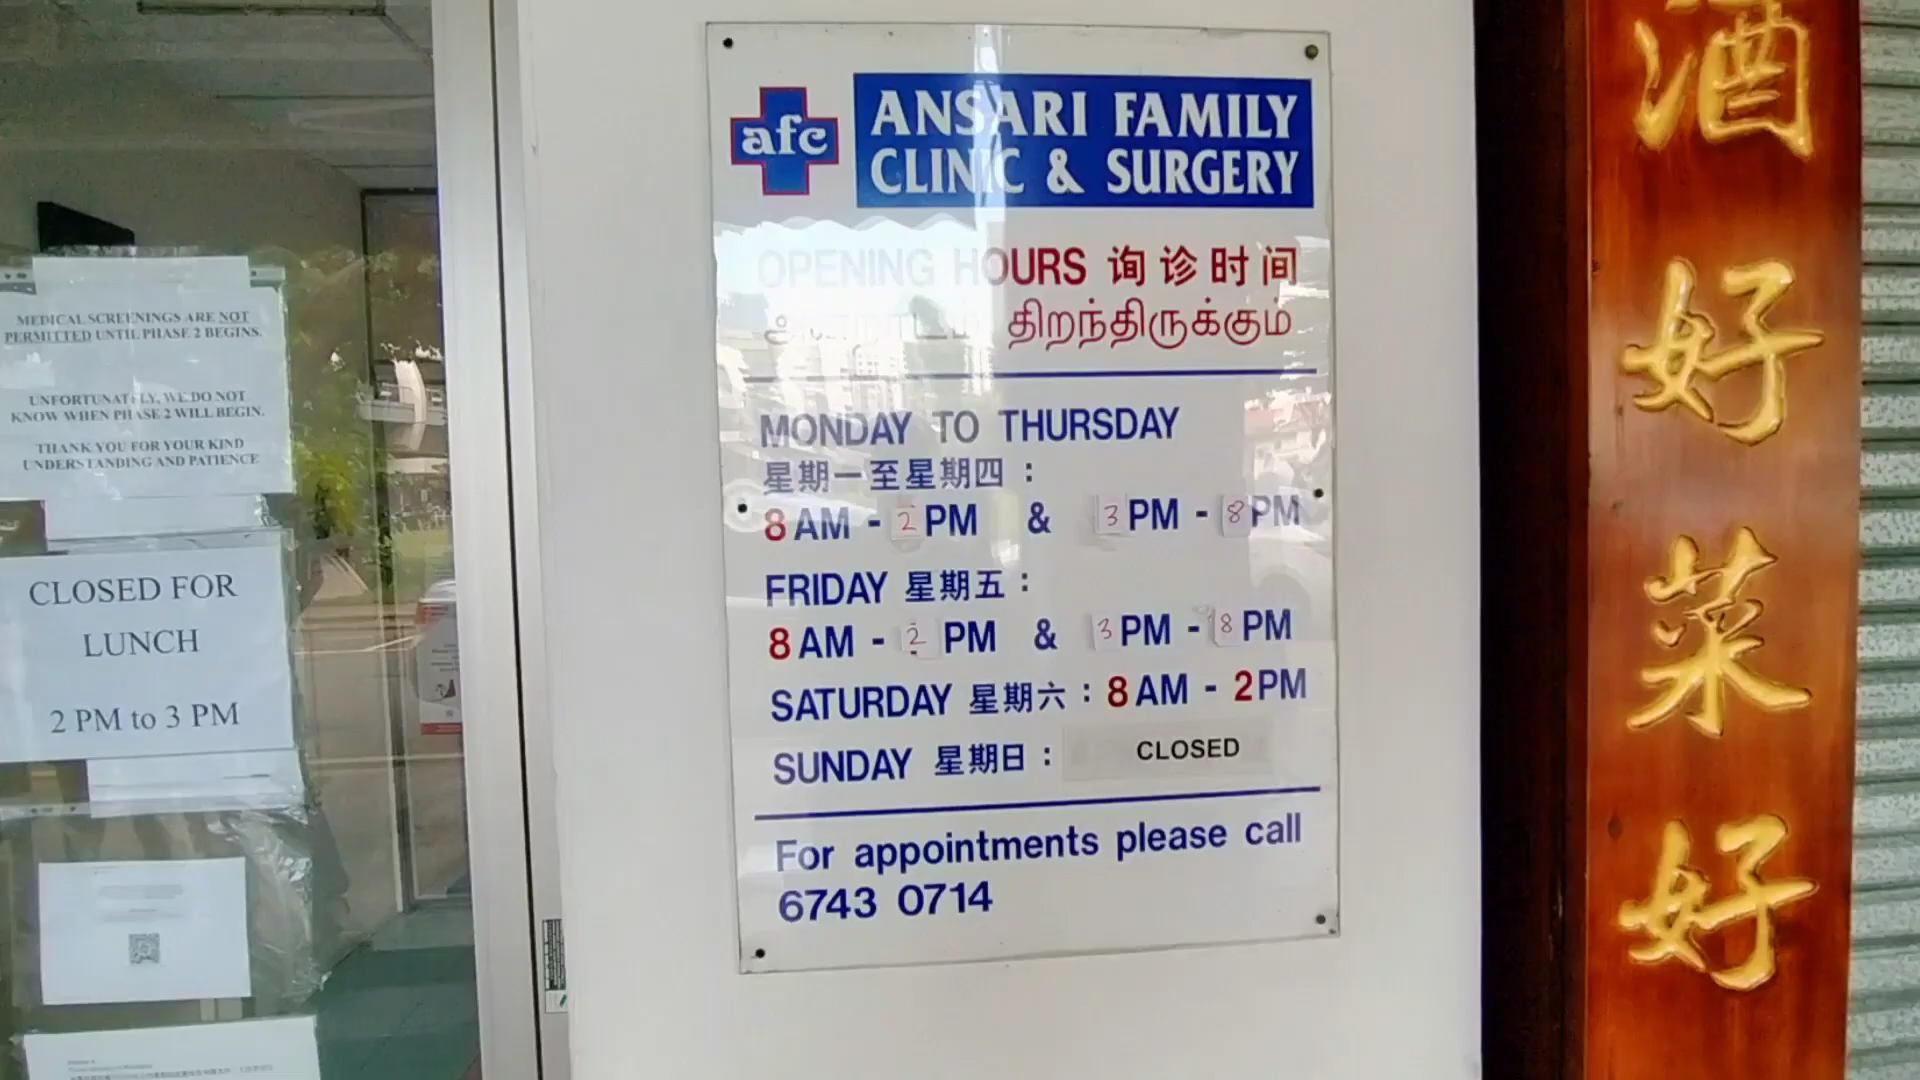 MEDICAL SCREENINGS ARE NOT
PERMITTED UNTIL PHASE 2 BEGINS.
UNFORTUNATELY, WE DO NOT
KNOW WHEN PHASE 2 WILL BEGIN.
THANK YOU FOR YOUR KIND
UNDERSTANDING AND PATIENCE
CLOSED FOR
LUNCH
2 PM to 3 PM
afc
ANSARI FAMILY
CLINIC & SURGERY
OPENING HOURS 询诊时间
திறந்திருக்கும்
MONDAY TO THURSDAY
星期一至星期四 :
8 AM - 2 PM & 3 PM - 8 PM
FRIDAY 星期五 :
8 AM - 2 PM & 3 PM - 8 PM
SATURDAY 星期六 : 8 AM - 2 PM
SUNDAY 星期日 : CLOSED
For appointments please call
6743 0714
酒
好
菜
好